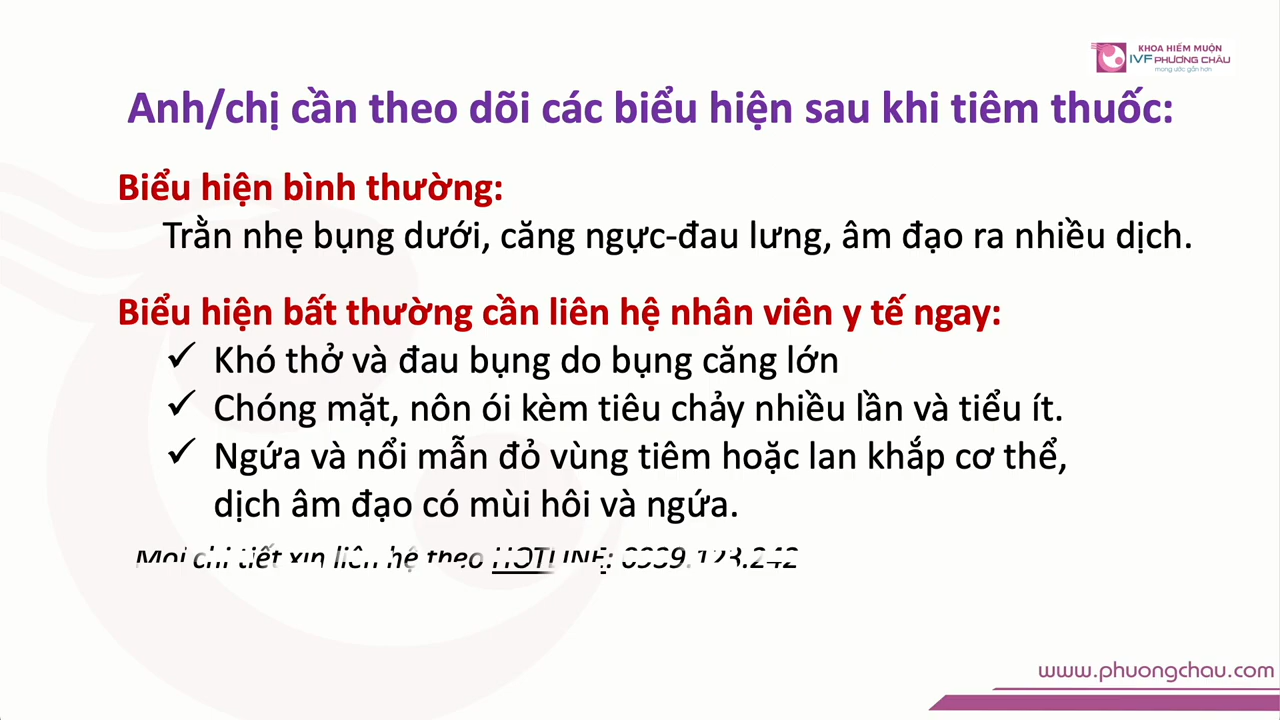 KHOA HIẾM MUỘN
IVF PHƯƠNG CHÂU
mong ước gần hơn
Anh/chị cần theo dõi các biểu hiện sau khi tiêm thuốc:
Biểu hiện bình thường:
Trằn nhẹ bụng dưới, căng ngực-đau lưng, âm đạo ra nhiều dịch.
Biểu hiện bất thường cần liên hệ nhân viên y tế ngay:
✓ Khó thở và đau bụng do bụng căng lớn
✓ Chóng mặt, nôn ói kèm tiêu chảy nhiều lần và tiểu ít.
✓ Ngứa và nổi mẫn đỏ vùng tiêm hoặc lan khắp cơ thể,
dịch âm đạo có mùi hôi và ngứa.
Mọi chi tiết xin liên hệ theo HOTLINE: 0939.123.242
www.phuongchau.com